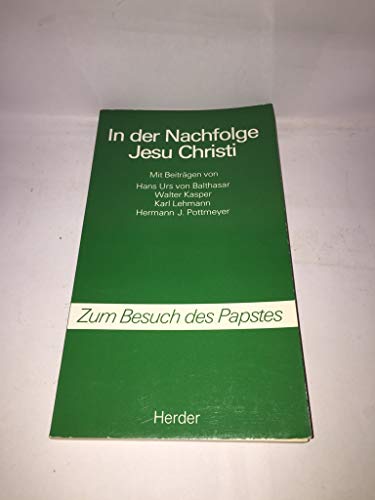 In der Nachfolge
Jesu Christi
Mit Beiträgen von
Hans Urs von Balthasar
Walter Kasper
Karl Lehmann
Hermann J. Pottmeyer
Zum Besuch des Papstes
Herder